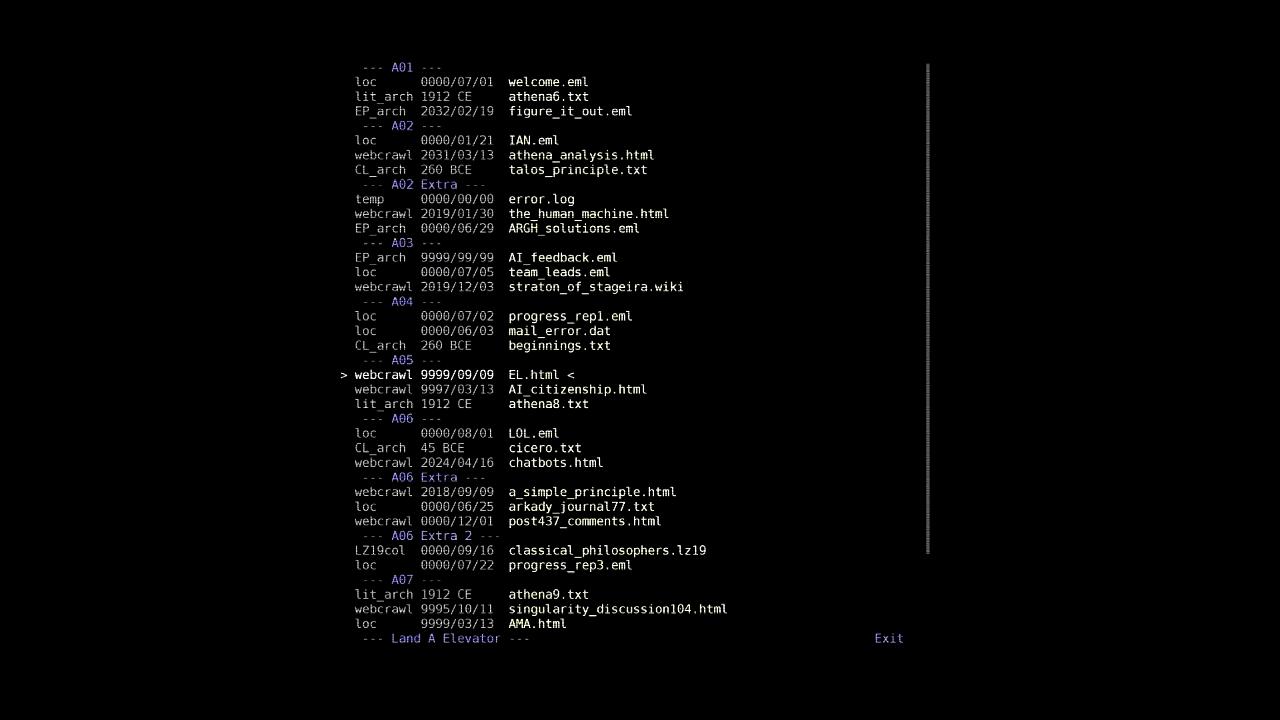 --- A01 ---
loc 0000/07/01 welcome.eml
lit_arch 1912 CE athena6.txt
EP_arch 2032/02/19 figure_it_out.eml
--- A02 ---
loc 0000/01/21 IAN.eml
webcrawl 2031/03/13 athena_analysis.html
CL_arch 260 BCE talos_principle.txt
--- A02 Extra ---
temp 0000/00/00 error.log
webcrawl 2019/01/30 the_human_machine.html
EP_arch 0000/06/29 ARGH_solutions.eml
--- A03 ---
EP_arch 9999/99/99 AI_feedback.eml
loc 0000/07/05 team_leads.eml
webcrawl 2019/12/03 straton_of_stageira.wiki
--- A04 ---
loc 0000/07/02 progress_rep1.eml
loc 0000/06/03 mail_error.dat
CL_arch 260 BCE beginnings.txt
--- A05 ---
> webcrawl 9999/09/09 EL.html <
webcrawl 9997/03/13 AI_citizenship.html
lit_arch 1912 CE athena8.txt
--- A06 ---
loc 0000/08/01 LOL.eml
CL_arch 45 BCE cicero.txt
webcrawl 2024/04/16 chatbots.html
--- A06 Extra ---
webcrawl 2018/09/09 a_simple_principle.html
loc 0000/06/25 arkady_journal77.txt
webcrawl 0000/12/01 post437_comments.html
--- A06 Extra 2 ---
LZ19col 0000/09/16 classical_philosophers.lz19
loc 0000/07/22 progress_rep3.eml
--- A07 ---
lit_arch 1912 CE athena9.txt
webcrawl 9995/10/11 singularity_discussion104.html
loc 9999/03/13 AMA.html
--- Land A Elevator --- Exit